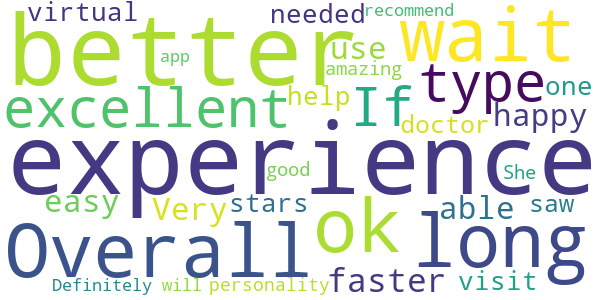 virtual needed recommend
better wait
app use
amazing type one
excellent help If doctor happy
experience
good She
easy Very stars able saw
Overall ok long
faster visit
Definitely will personality